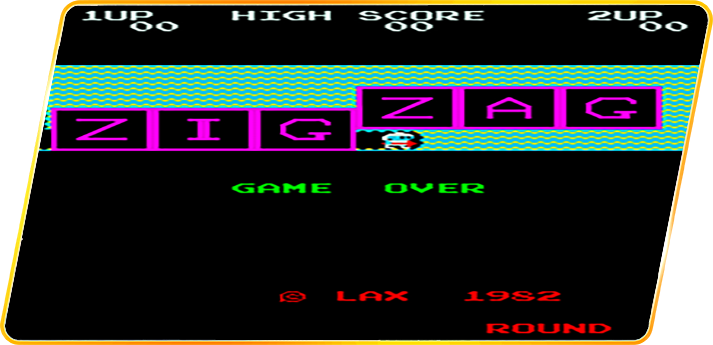 1UP HIGH SCORE 2UP
00 00 00
ZIG ZAG
GAME OVER
© LAX 1982
ROUND